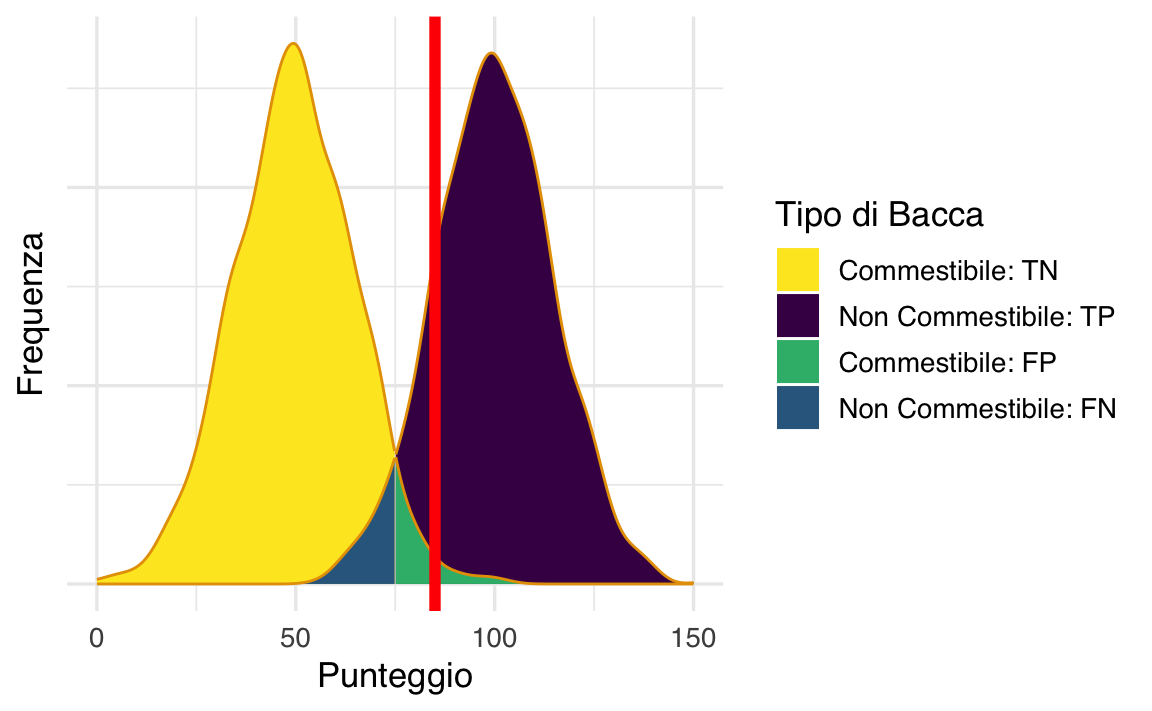 Frequenza
0
50
100
150
Punteggio
Tipo di Bacca
Commestibile: TN
Non Commestibile: TP
Commestibile: FP
Non Commestibile: FN